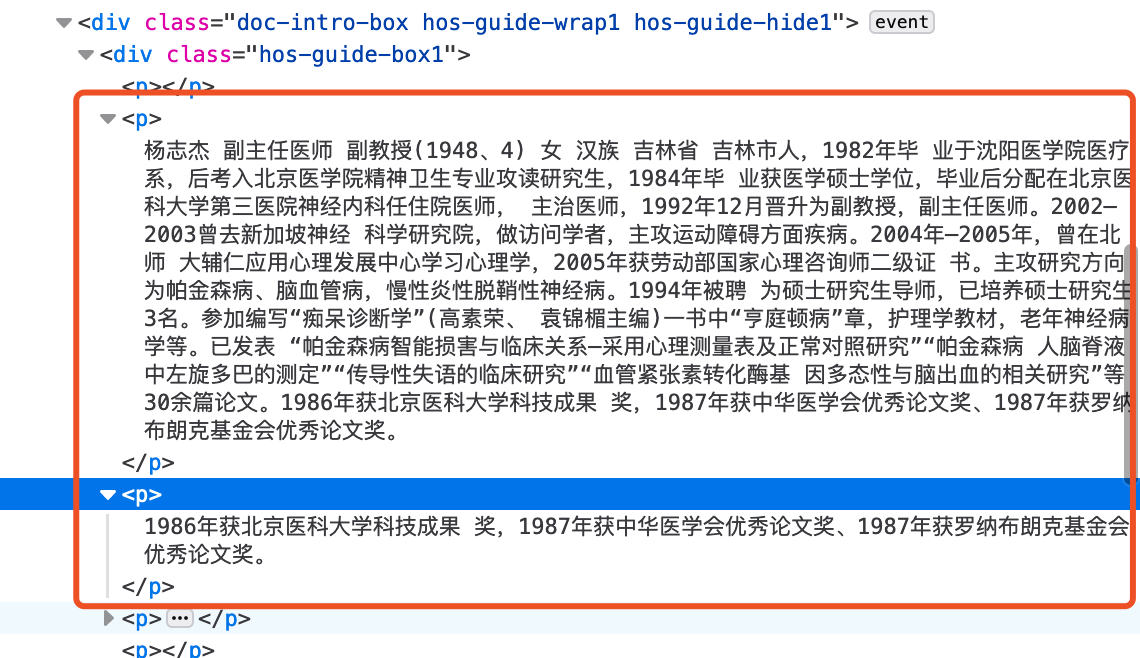 <div class="doc-intro-box hos-guide-wrap1 hos-guide-hide1"> event
<div class="hos-guide-box1">
<p></p>
<p>
杨志杰 副主任医师 副教授(1948、4) 女 汉族 吉林省 吉林市人，1982年毕 业于沈阳医学院医疗
系，后考入北京医学院精神卫生专业攻读研究生，1984年毕 业获医学硕士学位，毕业后分配在北京医
科大学第三医院神经内科任住院医师， 主治医师，1992年12月晋升为副教授，副主任医师。2002—
2003曾去新加坡神经 科学研究院，做访问学者，主攻运动障碍方面疾病。2004年—2005年，曾在北
师 大辅仁应用心理发展中心学习心理学，2005年获劳动部国家心理咨询师二级证 书。主攻研究方向
为帕金森病、脑血管病，慢性炎性脱鞘性神经病。1994年被聘 为硕士研究生导师，已培养硕士研究生
3名。参加编写“痴呆诊断学”(高素荣、 袁锦楣主编)一书中“亨庭顿病”章，护理学教材，老年神经病
学等。已发表 “帕金森病智能损害与临床关系—采用心理测量表及正常对照研究”“帕金森病 人脑脊液
中左旋多巴的测定”“传导性失语的临床研究”“血管紧张素转化酶基 因多态性与脑出血的相关研究”等
30余篇论文。1986年获北京医科大学科技成果 奖，1987年获中华医学会优秀论文奖、1987年获罗纳
布朗克基金会优秀论文奖。
</p>
<p>
1986年获北京医科大学科技成果 奖，1987年获中华医学会优秀论文奖、1987年获罗纳布朗克基金会
优秀论文奖。
</p>
<p>…</p>
<p></p>